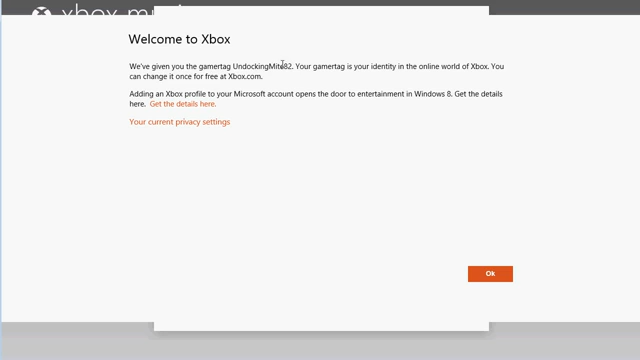 xbox mu
Welcome to Xbox
We've given you the gamertag UndockingMite82. Your gamertag is your identity in the online world of Xbox. You
can change it once for free at Xbox.com.
Adding an Xbox profile to your Microsoft account opens the door to entertainment in Windows 8. Get the details
here. Get the details here.
Your current privacy settings
Ok